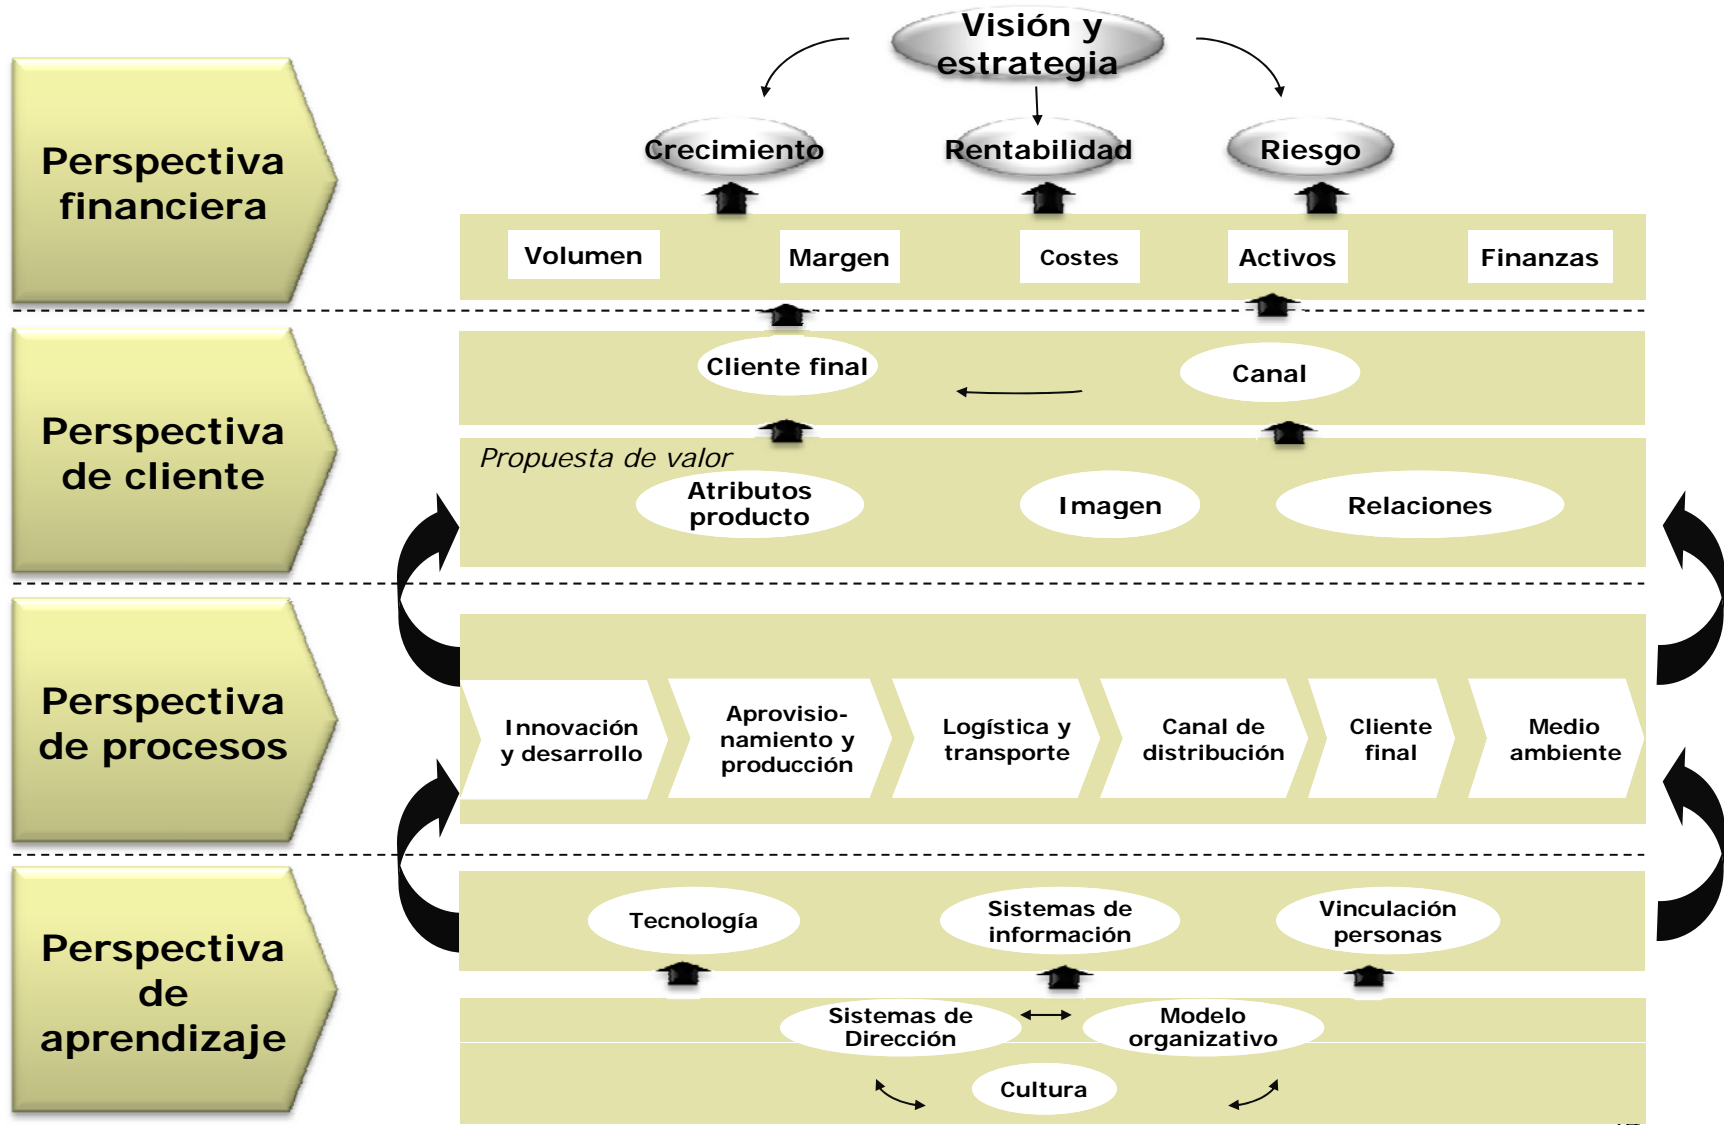 Visión y
estrategia
Perspectiva
financiera
Crecimiento
Rentabilidad
Riesgo
Volumen
Margen
Costes
Activos
Finanzas
Perspectiva
de cliente
Cliente final
Canal
Propuesta de valor
Atributos
producto
Imagen
Relaciones
Perspectiva
de procesos
Innovación
y desarrollo
Aprovisio-
namiento y
producción
Logística y
transporte
Canal de
distribución
Cliente
final
Medio
ambiente
Perspectiva
de
aprendizaje
Tecnología
Sistemas de
información
Vinculación
personas
Sistemas de
Dirección
Modelo
organizativo
Cultura